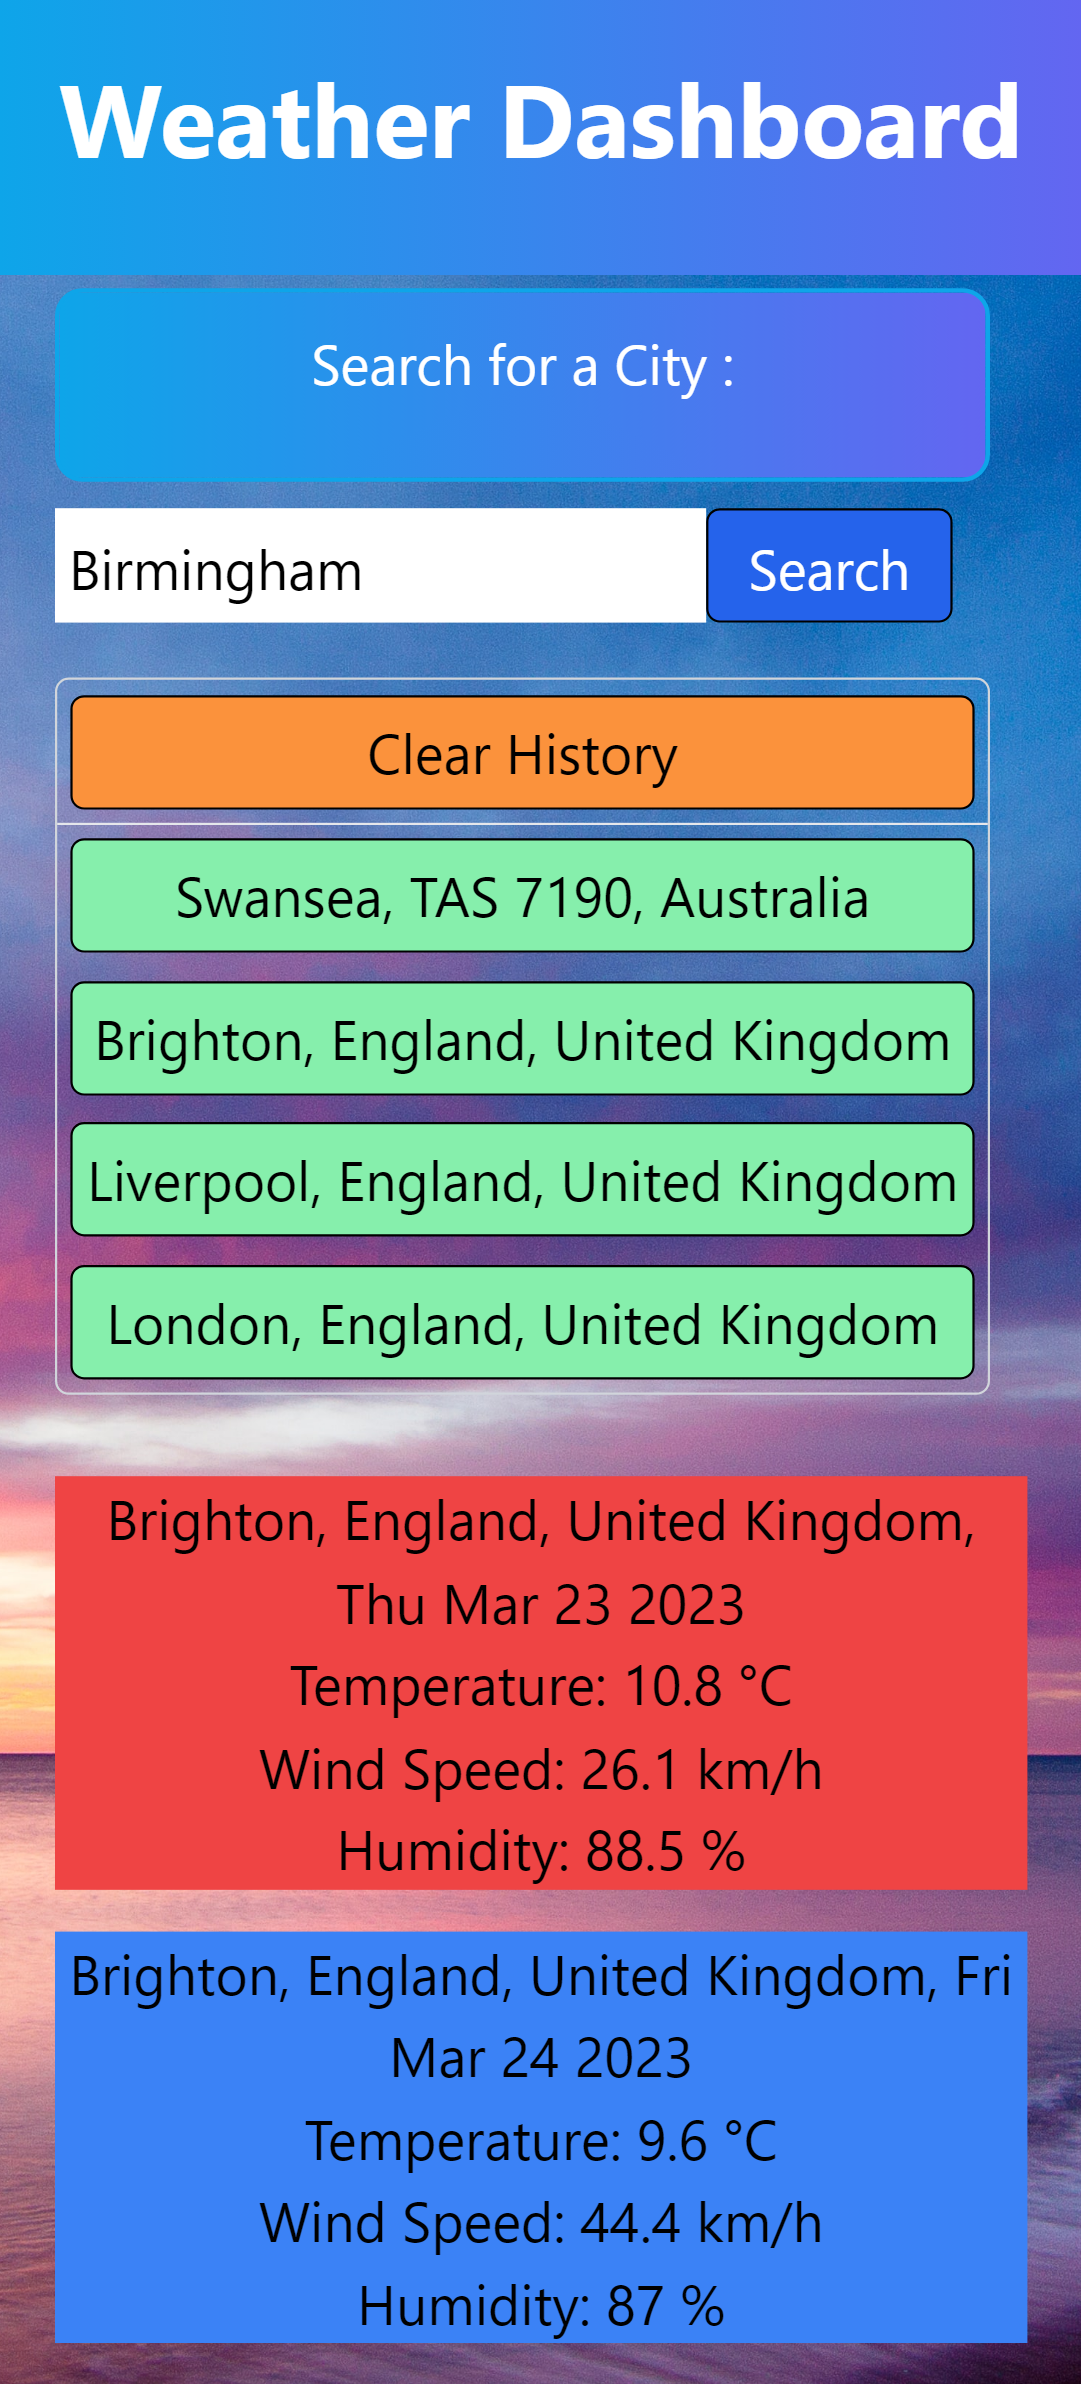 Weather Dashboard
Search for a City :
Birmingham
Search
Clear History
Swansea, TAS 7190, Australia
Brighton, England, United Kingdom
Liverpool, England, United Kingdom
London, England, United Kingdom
Brighton, England, United Kingdom,
Thu Mar 23 2023
Temperature: 10.8 °C
Wind Speed: 26.1 km/h
Humidity: 88.5 %
Brighton, England, United Kingdom, Fri
Mar 24 2023
Temperature: 9.6 °C
Wind Speed: 44.4 km/h
Humidity: 87 %